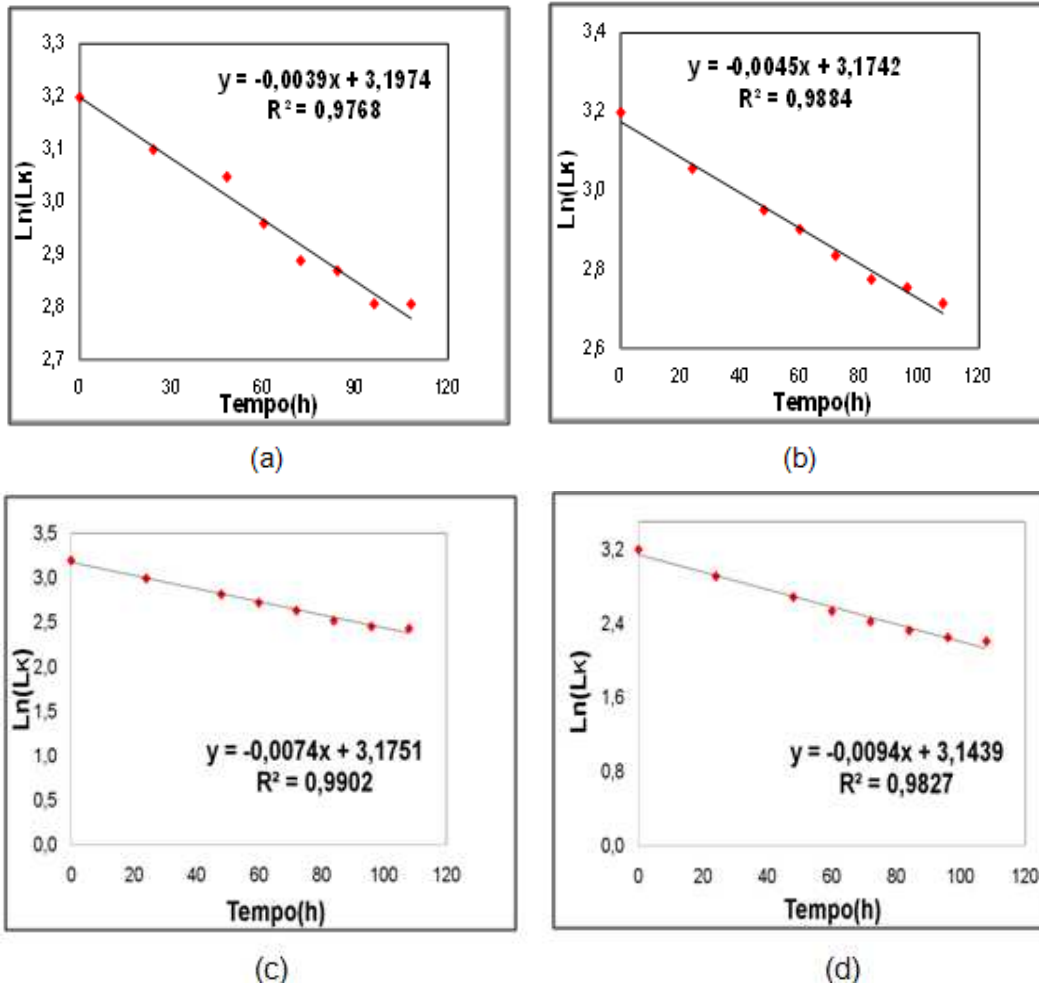 3,3
3,2
3,1
3,0
2,9
2,8
2,7
Ln(Lκ)
y = -0,0039x + 3,1974
R² = 0,9768
0 30 60 90 120
Tempo(h)
(a)
3,4
3,2
3,0
2,8
2,6
Ln(Lκ)
y = -0,0045x + 3,1742
R² = 0,9884
0 20 40 60 80 100 120
Tempo(h)
(b)
3,5
3,0
2,5
2,0
1,5
1,0
0,5
0,0
Ln(Lκ)
y = -0,0074x + 3,1751
R² = 0,9902
0 20 40 60 80 100 120
Tempo(h)
(c)
3,2
2,4
1,6
0,8
0,0
Ln(Lκ)
y = -0,0094x + 3,1439
R² = 0,9827
0 20 40 60 80 100 120
Tempo(h)
(d)